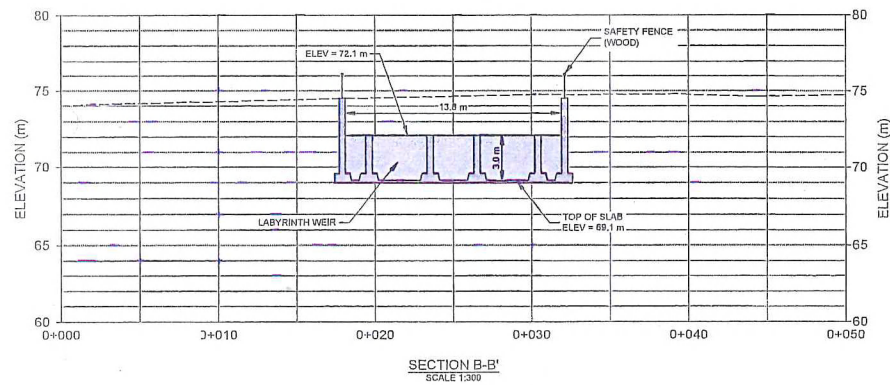 80
80
SAFETY FENCE
(WOOD)
ELEV = 72.1 m
75
75
13.8 m
ELEVATION (m)
ELEVATION (m)
70
70
3.0 m
LABYRINTH WEIR
TOP OF SLAB
ELEV = 69.1 m
65
65
60
60
0+000
0+010
0+020
0+030
0+040
0+050
SECTION B-B'
SCALE 1:300